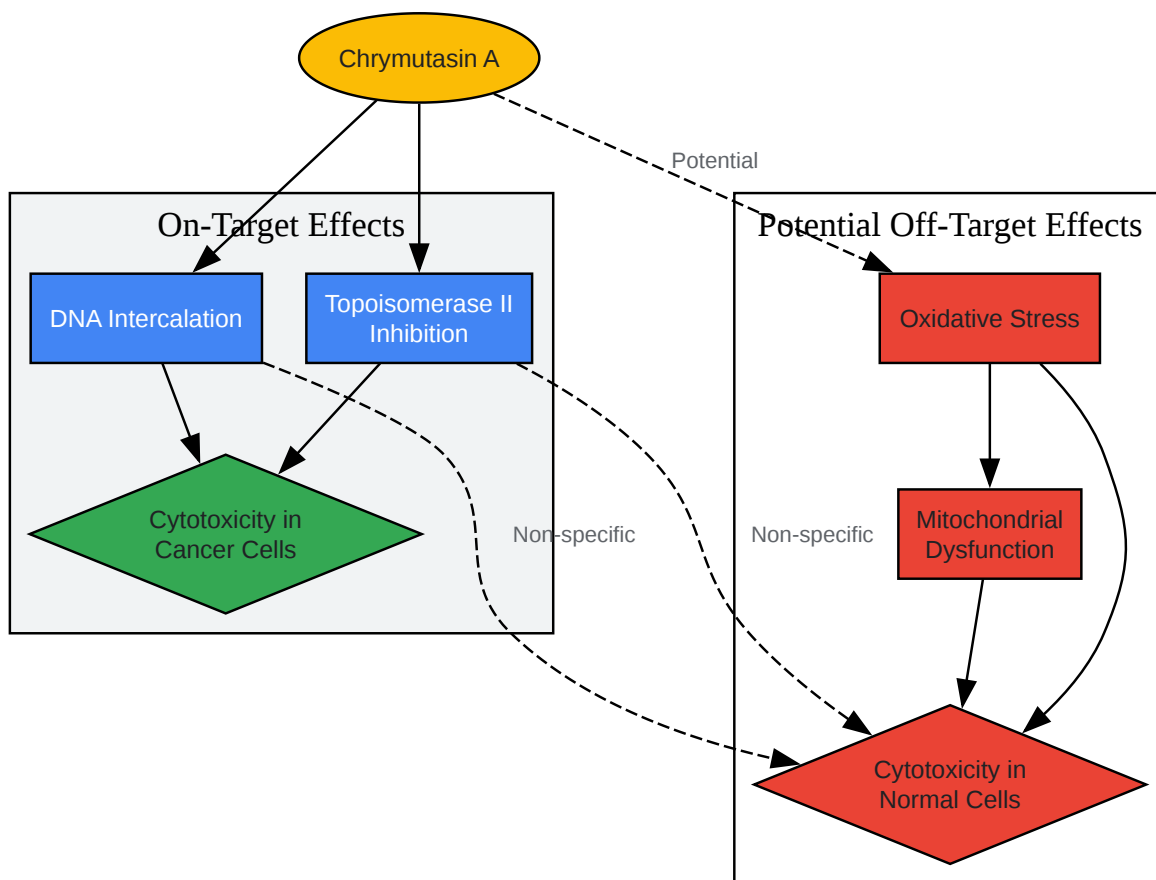 Chrymutasin A
Potential
On-Target Effects
Potential Off-Target Effects
DNA Intercalation
Topoisomerase II
Inhibition
Oxidative Stress
Cytotoxicity in
Cancer Cells
Non-specific
Non-specific
Mitochondrial
Dysfunction
Cytotoxicity in
Normal Cells